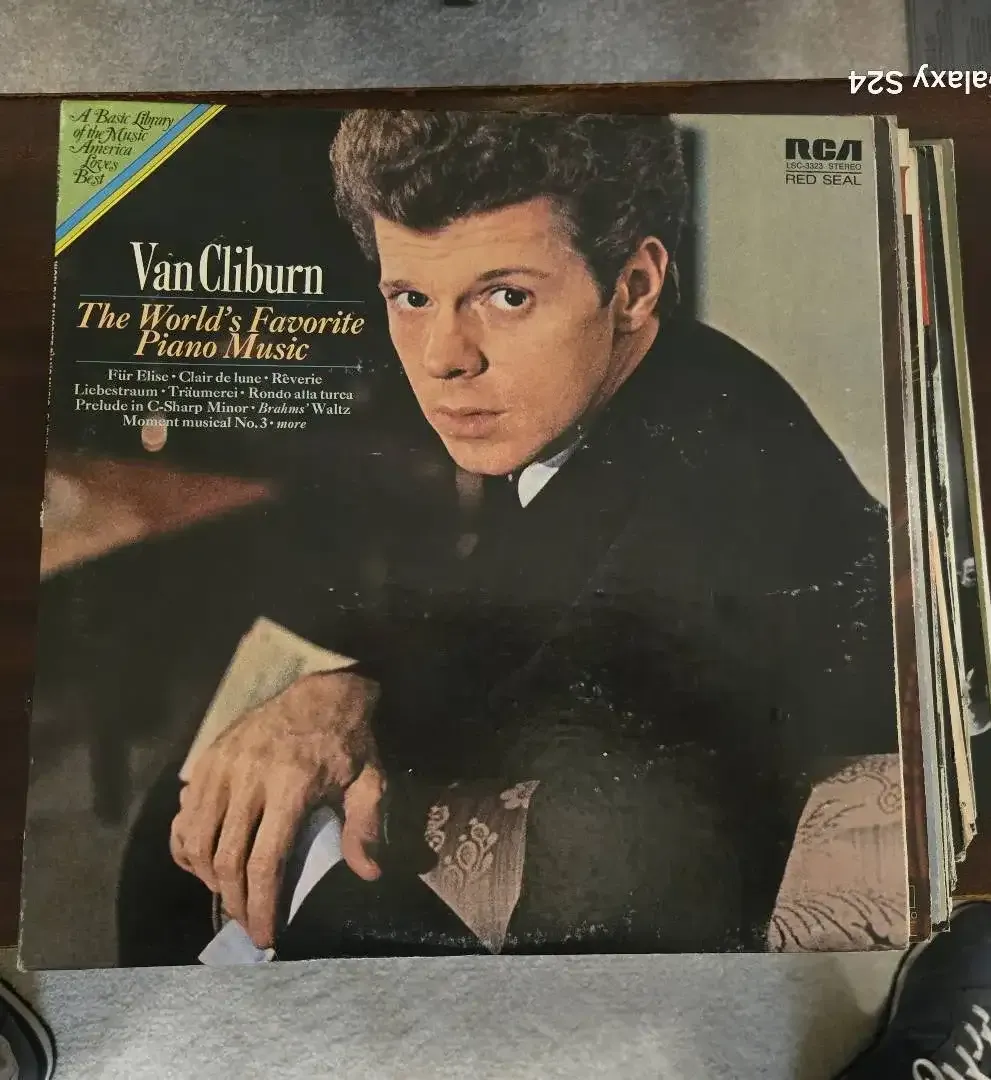 alaxy S24
A Basic Library
of the Music
America
Loves
Best
RCA
LSC-3323 STEREO
RED SEAL
Van Cliburn
The World's Favorite
Piano Music
Für Elise • Clair de lune • Rêverie
Liebestraum • Träumerei • Rondo alla turca
Prelude in C-Sharp Minor • Brahms' Waltz
Moment musical No. 3 • more